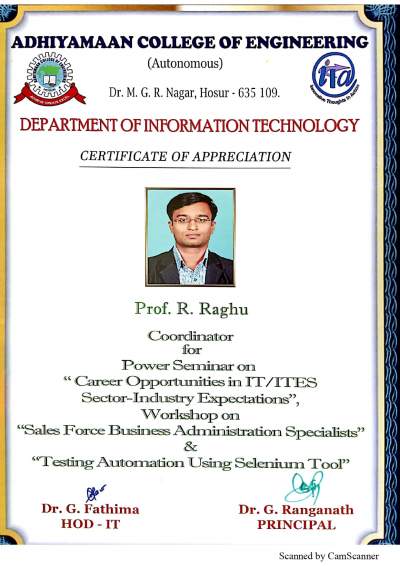 ADHIYAMAAN COLLEGE OF ENGINEERING
(Autonomous)
Dr. M. G. R. Nagar, Hosur - 635 109.
DEPARTMENT OF INFORMATION TECHNOLOGY
CERTIFICATE OF APPRECIATION
Prof. R. Raghu
Coordinator
for
Power Seminar on
“ Career Opportunities in IT/ITES
Sector-Industry Expectations”,
Workshop on
“Sales Force Business Administration Specialists”
&
“Testing Automation Using Selenium Tool”
Dr. G. Fathima
HOD - IT
Dr. G. Ranganath
PRINCIPAL
Scanned by CamScanner